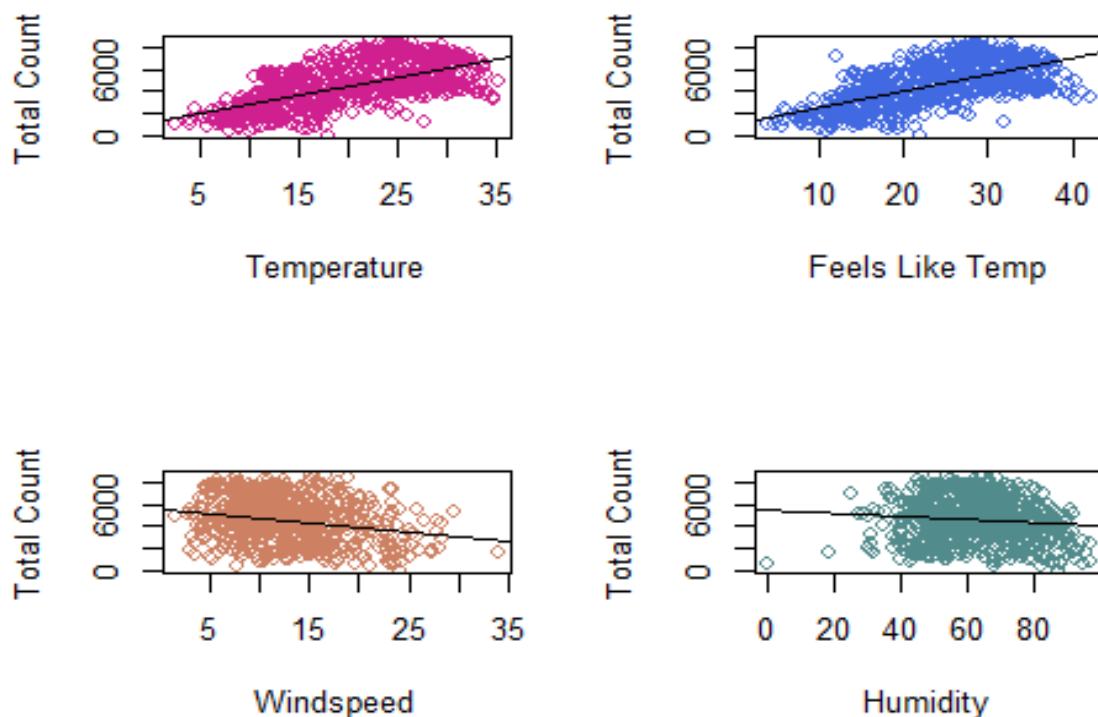 Total Count
0 6000
5 15 25 35
Temperature
Total Count
0 6000
10 20 30 40
Feels Like Temp
Total Count
0 6000
5 15 25 35
Windspeed
Total Count
0 6000
0 20 40 60 80
Humidity